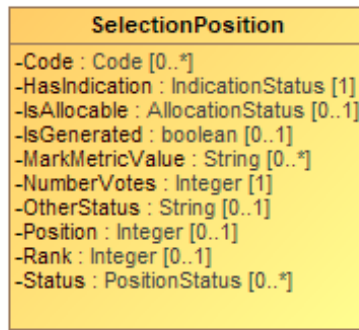 SelectionPosition
-Code : Code [0..*]
-HasIndication : IndicationStatus [1]
-IsAllocable : AllocationStatus [0..1]
-IsGenerated : boolean [0..1]
-MarkMetricValue : String [0..*]
-NumberVotes : Integer [1]
-OtherStatus : String [0..1]
-Position : Integer [0..1]
-Rank : Integer [0..1]
-Status : PositionStatus [0..*]